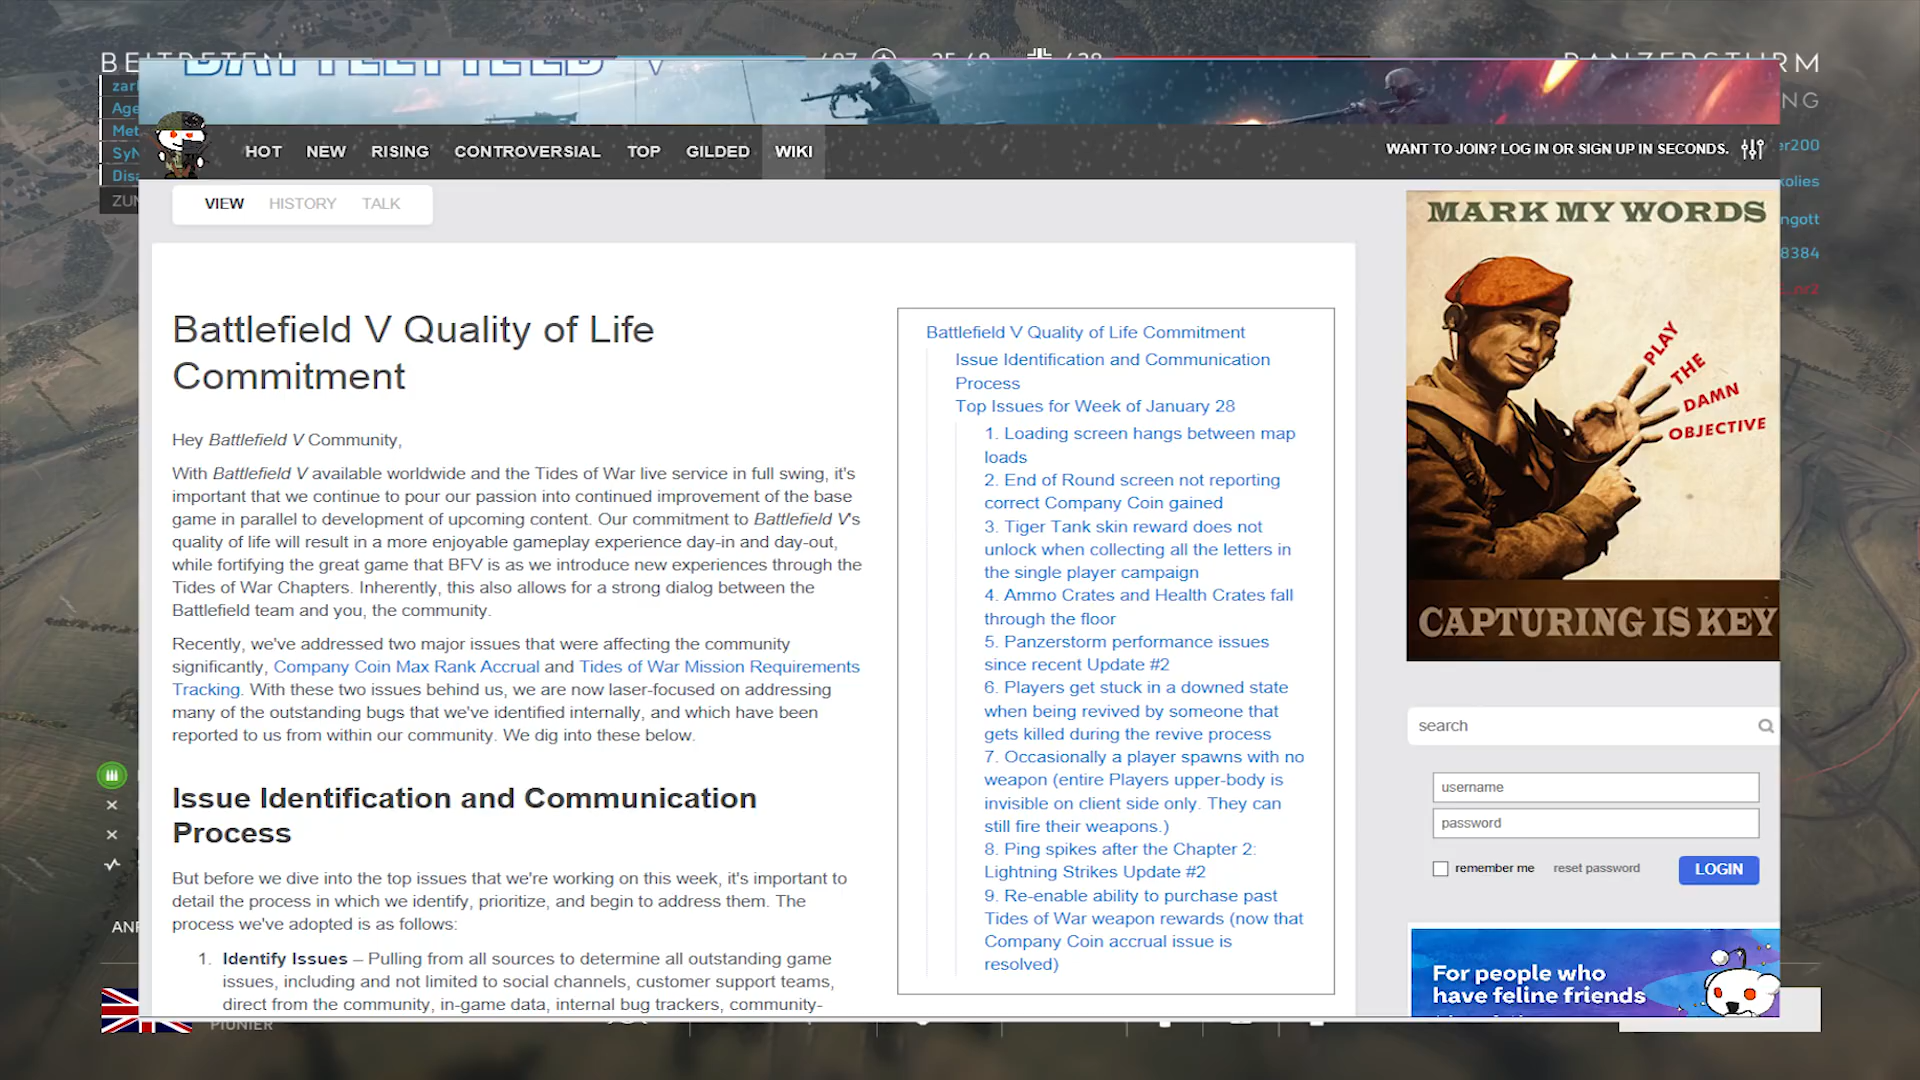 BEITRETEN
PANZERSTURM
BATTLEFIELD V
HOT NEW RISING CONTROVERSIAL TOP GILDED WIKI
WANT TO JOIN? LOG IN OR SIGN UP IN SECONDS.
VIEW HISTORY TALK
Battlefield V Quality of Life
Commitment
Hey Battlefield V Community,
With Battlefield V available worldwide and the Tides of War live service in full swing, it's
important that we continue to pour our passion into continued improvement of the base
game in parallel to development of upcoming content. Our commitment to Battlefield V's
quality of life will result in a more enjoyable gameplay experience day-in and day-out,
while fortifying the great game that BFV is as we introduce new experiences through the
Tides of War Chapters. Inherently, this also allows for a strong dialog between the
Battlefield team and you, the community.
Recently, we've addressed two major issues that were affecting the community
significantly, Company Coin Max Rank Accrual and Tides of War Mission Requirements
Tracking. With these two issues behind us, we are now laser-focused on addressing
many of the outstanding bugs that we've identified internally, and which have been
reported to us from within our community. We dig into these below.
Issue Identification and Communication
Process
But before we dive into the top issues that we're working on this week, it's important to
detail the process in which we identify, prioritize, and begin to address them. The
process we've adopted is as follows:
1. Identify Issues – Pulling from all sources to determine all outstanding game
issues, including and not limited to social channels, customer support teams,
direct from the community, in-game data, internal bug trackers, community-
Battlefield V Quality of Life Commitment
Issue Identification and Communication
Process
Top Issues for Week of January 28
1. Loading screen hangs between map
loads
2. End of Round screen not reporting
correct Company Coin gained
3. Tiger Tank skin reward does not
unlock when collecting all the letters in
the single player campaign
4. Ammo Crates and Health Crates fall
through the floor
5. Panzerstorm performance issues
since recent Update #2
6. Players get stuck in a downed state
when being revived by someone that
gets killed during the revive process
7. Occasionally a player spawns with no
weapon (entire Players upper-body is
invisible on client side only. They can
still fire their weapons.)
8. Ping spikes after the Chapter 2:
Lightning Strikes Update #2
9. Re-enable ability to purchase past
Tides of War weapon rewards (now that
Company Coin accrual issue is
resolved)
MARK MY WORDS
PLAY
THE
DAMN
OBJECTIVE
CAPTURING IS KEY
search
username
password
remember me reset password LOGIN
For people who
have feline friends
PIONIER